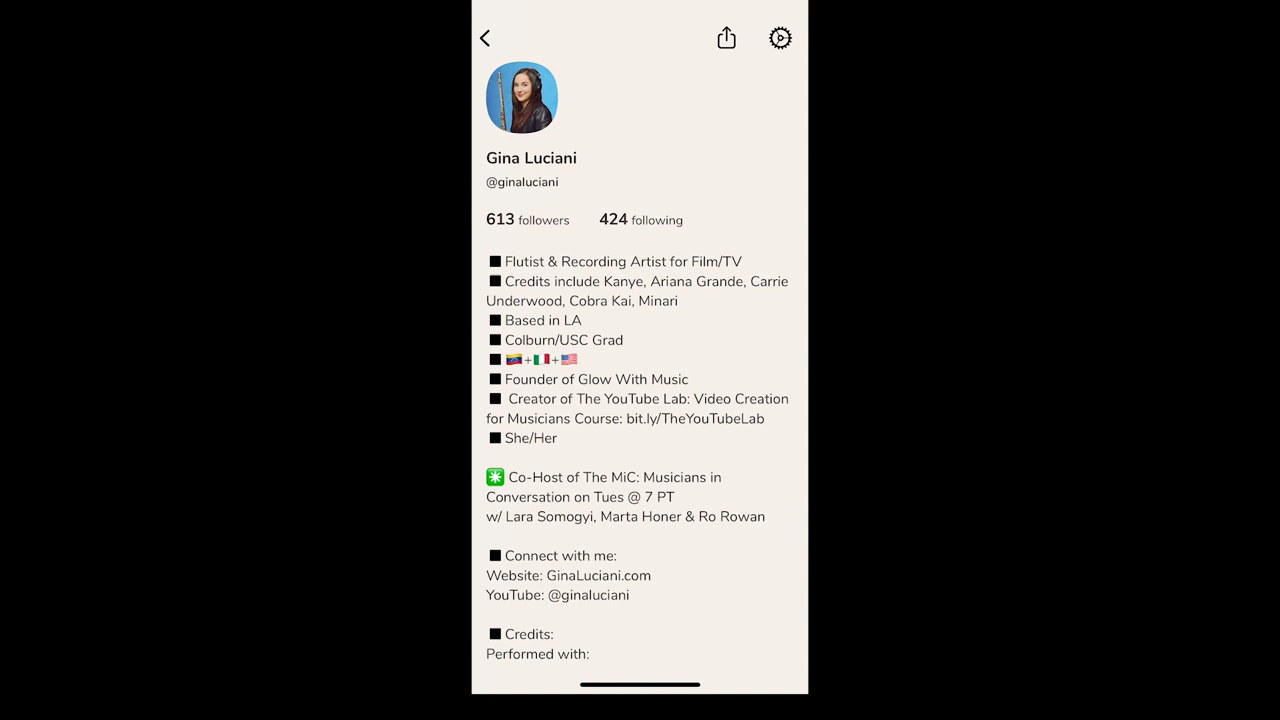 Gina Luciani
@ginaluciani
613 followers 424 following
■ Flutist & Recording Artist for Film/TV
■ Credits include Kanye, Ariana Grande, Carrie
Underwood, Cobra Kai, Minari
■ Based in LA
■ Colburn/USC Grad
■ 🇻🇪+🇮🇹+🇺🇸
■ Founder of Glow With Music
■ Creator of The YouTube Lab: Video Creation
for Musicians Course: bit.ly/TheYouTubeLab
■ She/Her
✳️ Co-Host of The MiC: Musicians in
Conversation on Tues @ 7 PT
w/ Lara Somogyi, Marta Honer & Ro Rowan
■ Connect with me:
Website: GinaLuciani.com
YouTube: @ginaluciani
■ Credits:
Performed with: